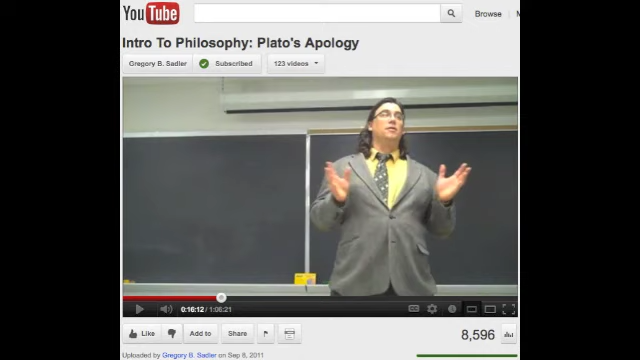 YouTube
Browse
M
Intro To Philosophy: Plato's Apology
Gregory B. Sadler
Subscribed
123 videos
0:16:12 / 1:06:21
CC
Like
Add to
Share
8,596
Uploaded by Gregory B. Sadler on Sep 8, 2011